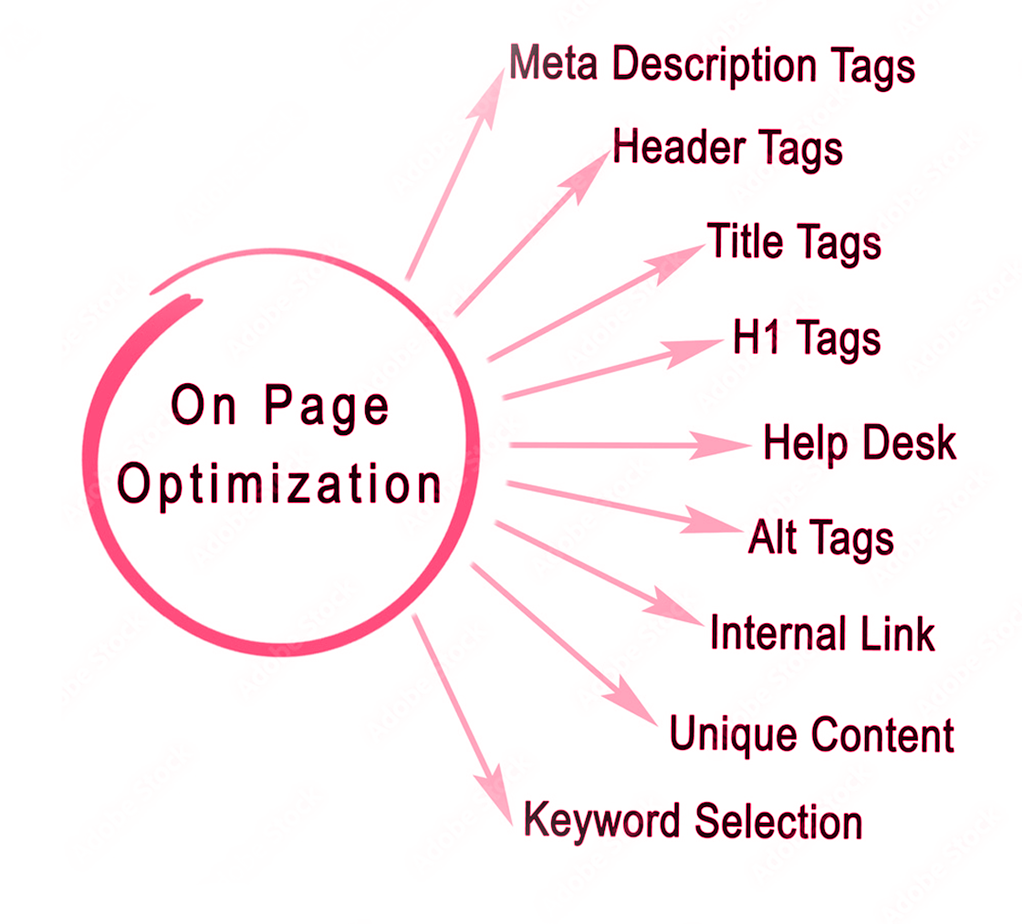 Meta Description Tags
Header Tags
Title Tags
H1 Tags
On Page
Optimization
Help Desk
Alt Tags
Internal Link
Unique Content
Keyword Selection